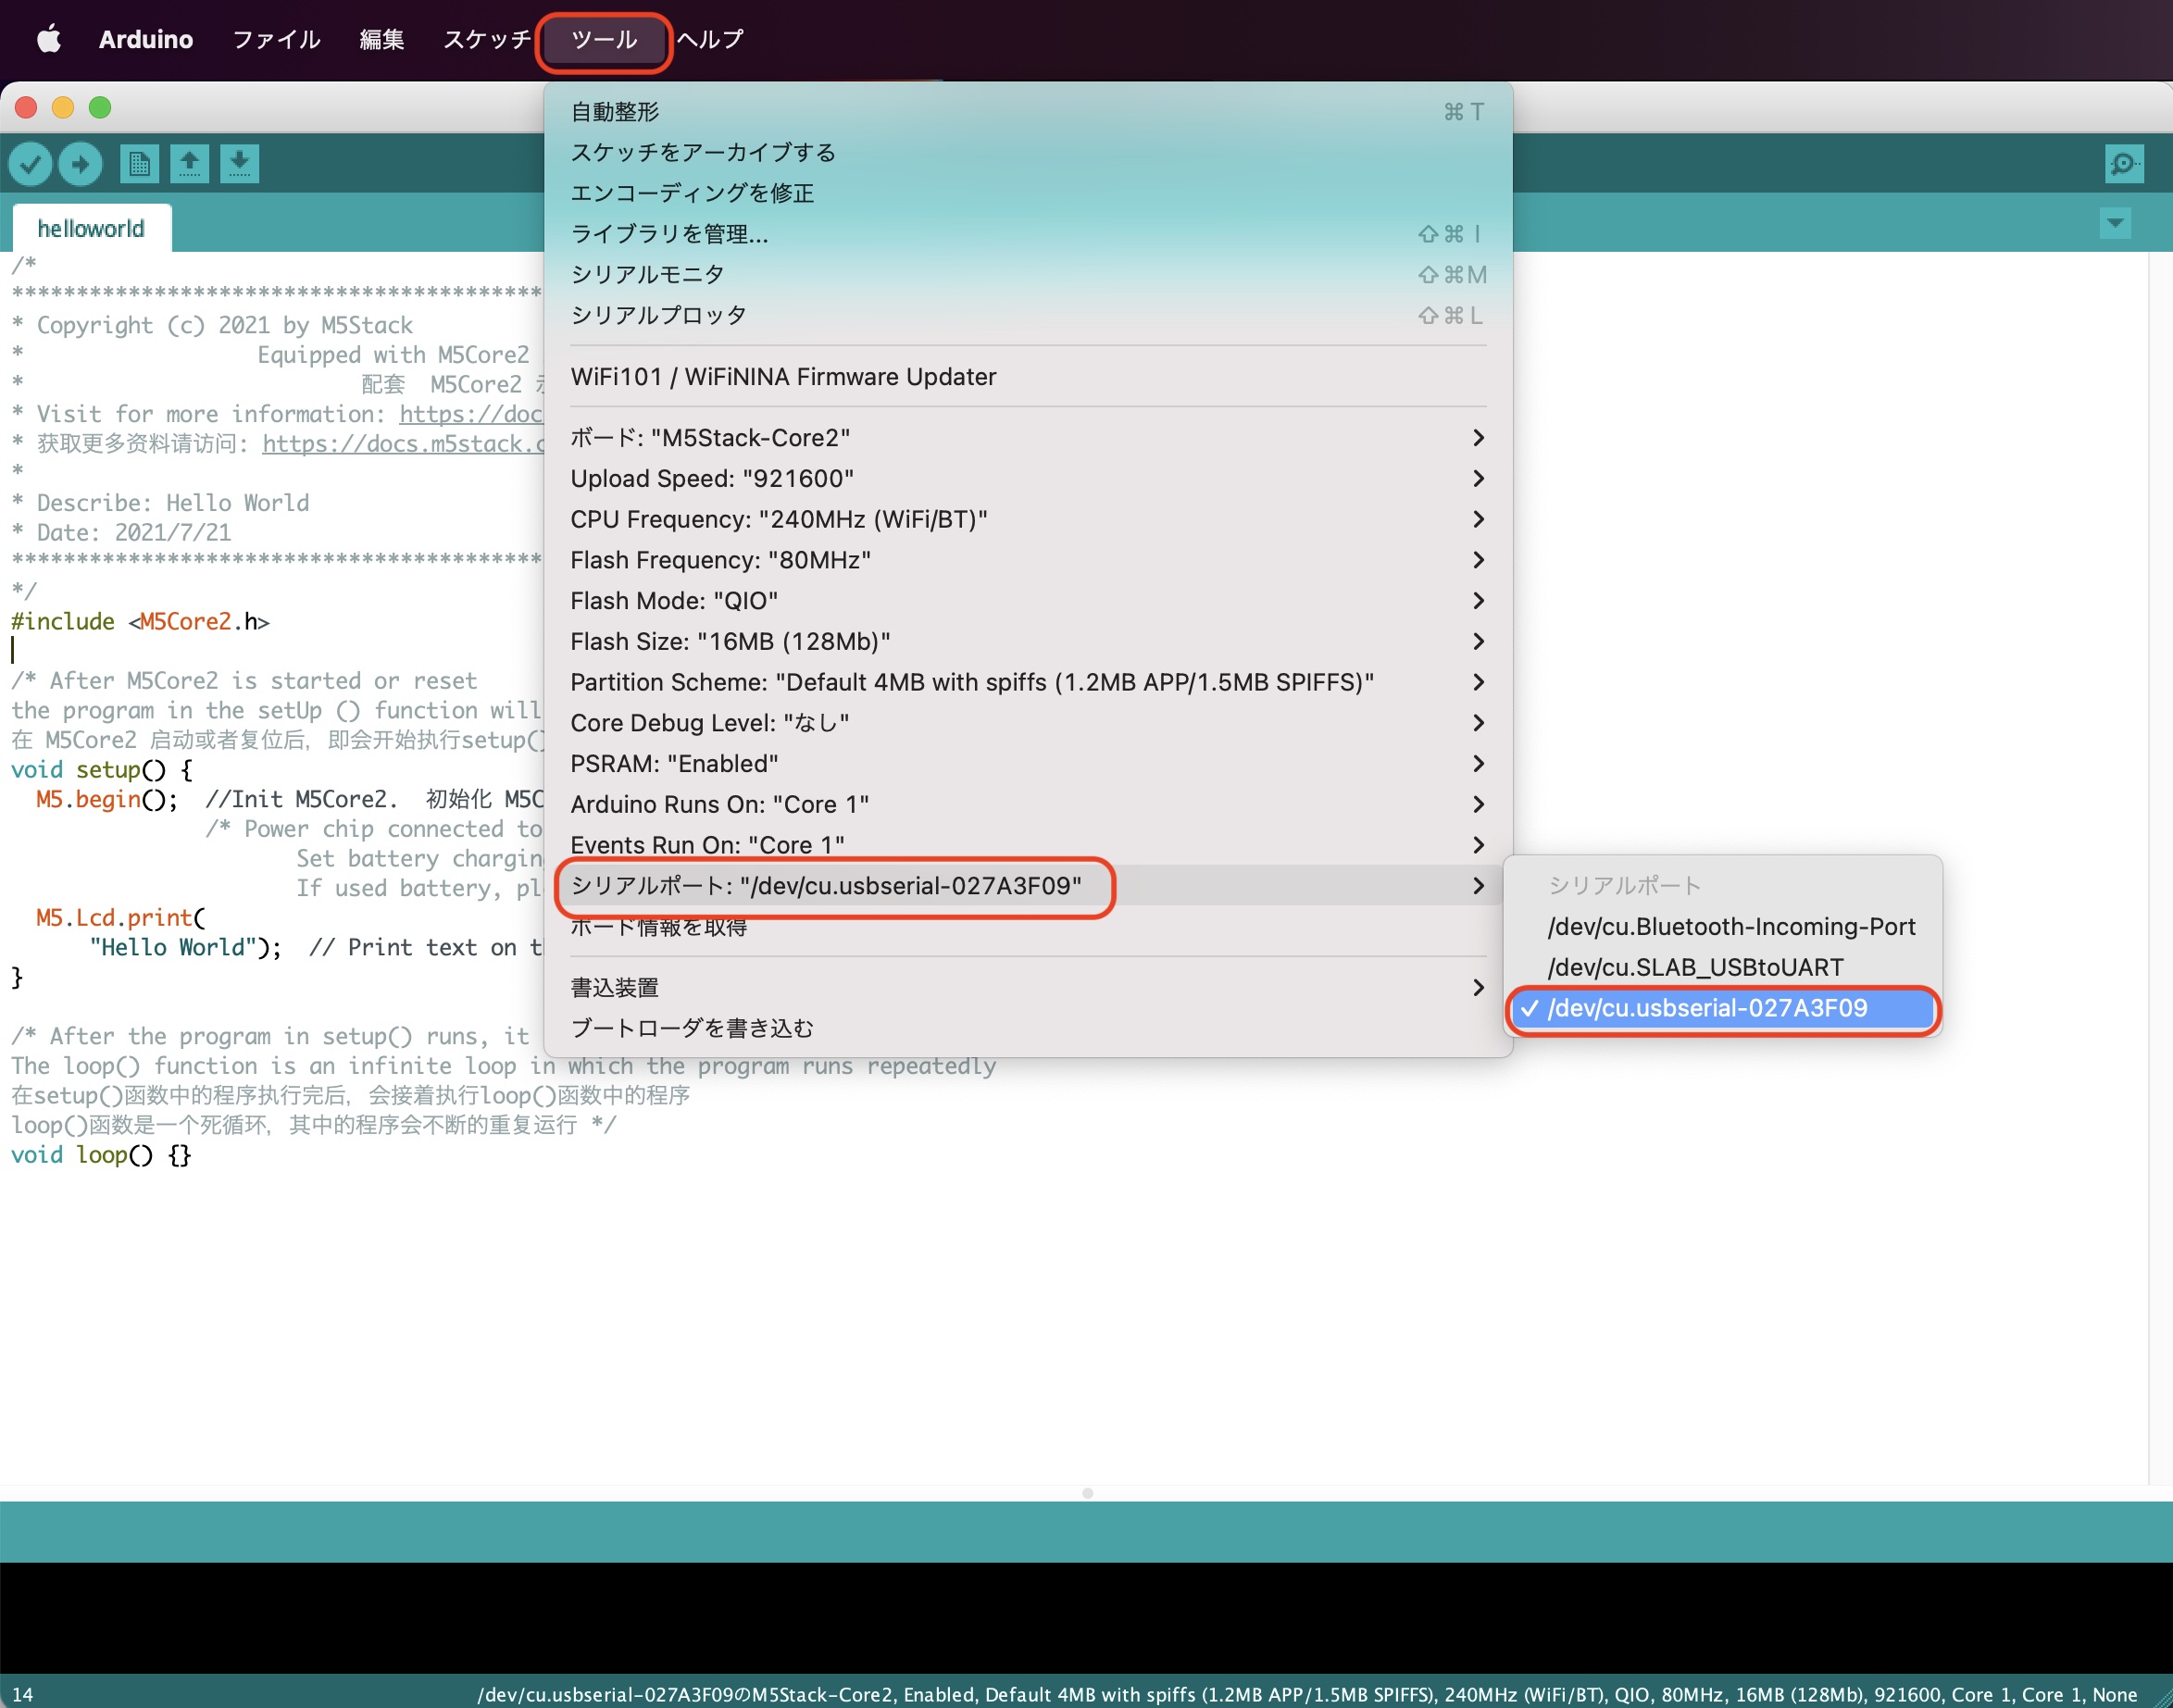 Arduino ファイル 編集 スケッチ ツール ヘルプ
helloworld
/*
* Copyright (c) 2021 by M5Stack
* Equipped with M5Core2
* 配套 M5Core2
* Visit for more information: https://doc
* 获取更多资料请访问: https://docs.m5stack.c
*
* Describe: Hello World
* Date: 2021/7/21
*/
#include <M5Core2.h>
/* After M5Core2 is started or reset
the program in the setUp () function will
在 M5Core2 启动或者复位后, 即会开始执行setup()
void setup() {
M5.begin(); //Init M5Core2. 初始化 M5C
/* Power chip connected to
Set battery charging
If used battery, pl
M5.Lcd.print(
"Hello World"); // Print text on t
}
/* After the program in setup() runs, it
The loop() function is an infinite loop in which the program runs repeatedly
在setup()函数中的程序执行完后, 会接着执行loop()函数中的程序
loop()函数是一个死循环, 其中的程序会不断的重复运行 */
void loop() {}
自動整形 ⌘T
スケッチをアーカイブする
エンコーディングを修正
ライブラリを管理... ⇧⌘I
シリアルモニタ ⇧⌘M
シリアルプロッタ ⇧⌘L
WiFi101 / WiFiNINA Firmware Updater
ボード: "M5Stack-Core2"
Upload Speed: "921600"
CPU Frequency: "240MHz (WiFi/BT)"
Flash Frequency: "80MHz"
Flash Mode: "QIO"
Flash Size: "16MB (128Mb)"
Partition Scheme: "Default 4MB with spiffs (1.2MB APP/1.5MB SPIFFS)"
Core Debug Level: "なし"
PSRAM: "Enabled"
Arduino Runs On: "Core 1"
Events Run On: "Core 1"
シリアルポート: "/dev/cu.usbserial-027A3F09"
ボード情報を取得
書込装置
ブートローダを書き込む
シリアルポート
/dev/cu.Bluetooth-Incoming-Port
/dev/cu.SLAB_USBtoUART
✓ /dev/cu.usbserial-027A3F09
14 /dev/cu.usbserial-027A3F09のM5Stack-Core2, Enabled, Default 4MB with spiffs (1.2MB APP/1.5MB SPIFFS), 240MHz (WiFi/BT), QIO, 80MHz, 16MB (128Mb), 921600, Core 1, Core 1, None